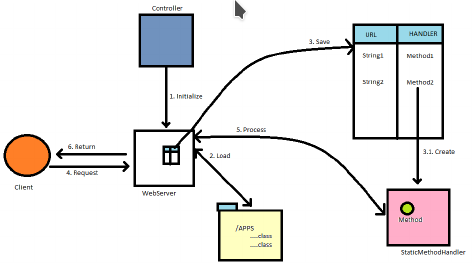 Controller
3. Save
URL
HANDLER
String1
Method1
String2
Method2
1. Initialize
6. Return
4. Request
Client
WebServer
2. Load
5. Process
3.1. Create
/APPS
....class
....class
Method
StaticMethodHandler